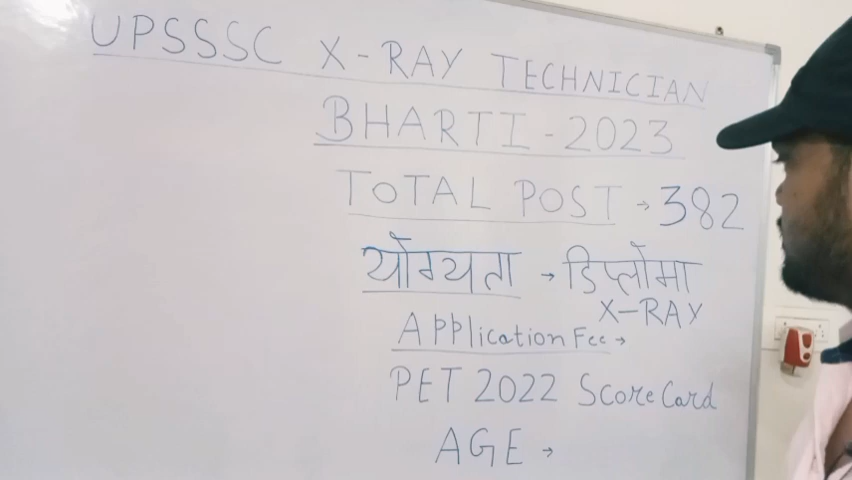 UPSSSC X-RAY TECHNICIAN
BHARTI-2023
TOTAL POST → 382
योग्यता → डिप्लोमा
X-RAY
Application Fee →
PET 2022 Score Card
AGE →